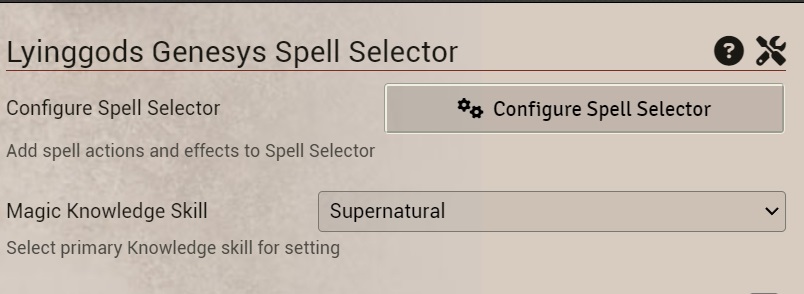 Lyinggods Genesys Spell Selector
Configure Spell Selector
Configure Spell Selector
Add spell actions and effects to Spell Selector
Magic Knowledge Skill
Supernatural
Select primary Knowledge skill for setting